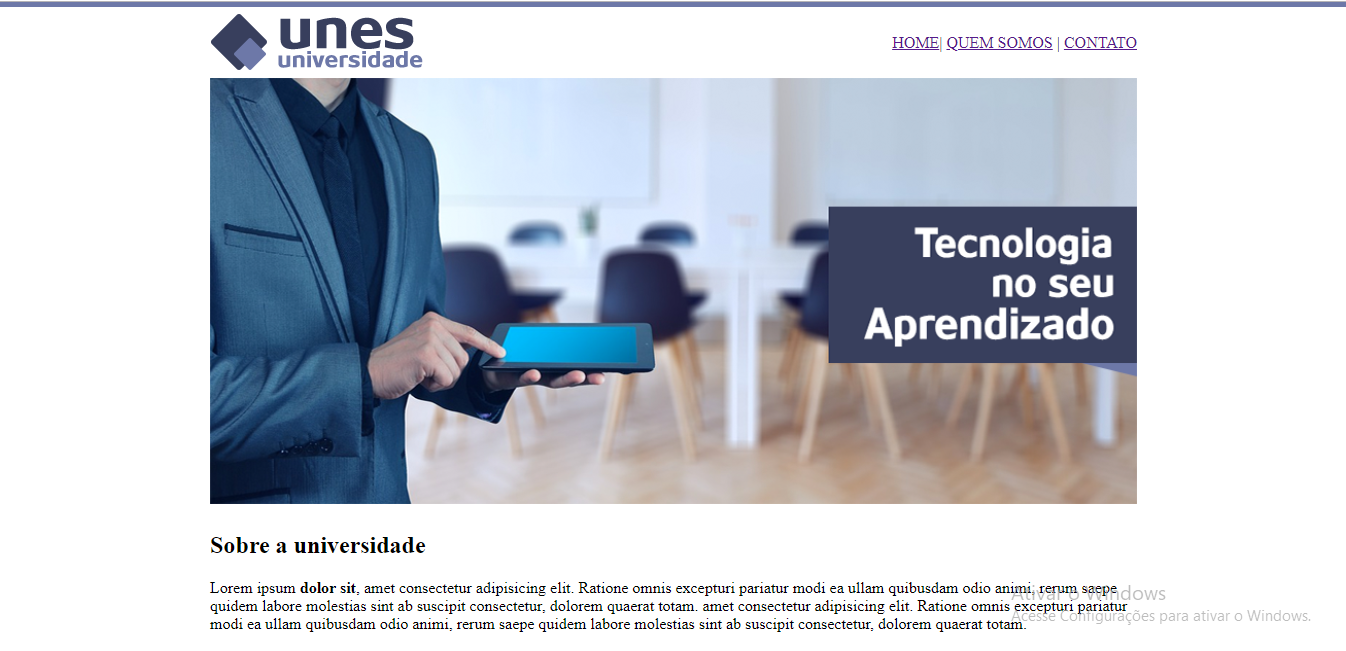 unes
universidade
HOME| QUEM SOMOS | CONTATO
Tecnologia
no seu
Aprendizado
Sobre a universidade
Lorem ipsum dolor sit, amet consectetur adipisicing elit. Ratione omnis excepturi pariatur modi ea ullam quibusdam odio animi, rerum saepe
quidem labore molestias sint ab suscipit consectetur, dolorem quaerat totam. amet consectetur adipisicing elit. Ratione omnis excepturi pariatur
modi ea ullam quibusdam odio animi, rerum saepe quidem labore molestias sint ab suscipit consectetur, dolorem quaerat totam.
Ativar o Windows
Acesse Configurações para ativar o Windows.